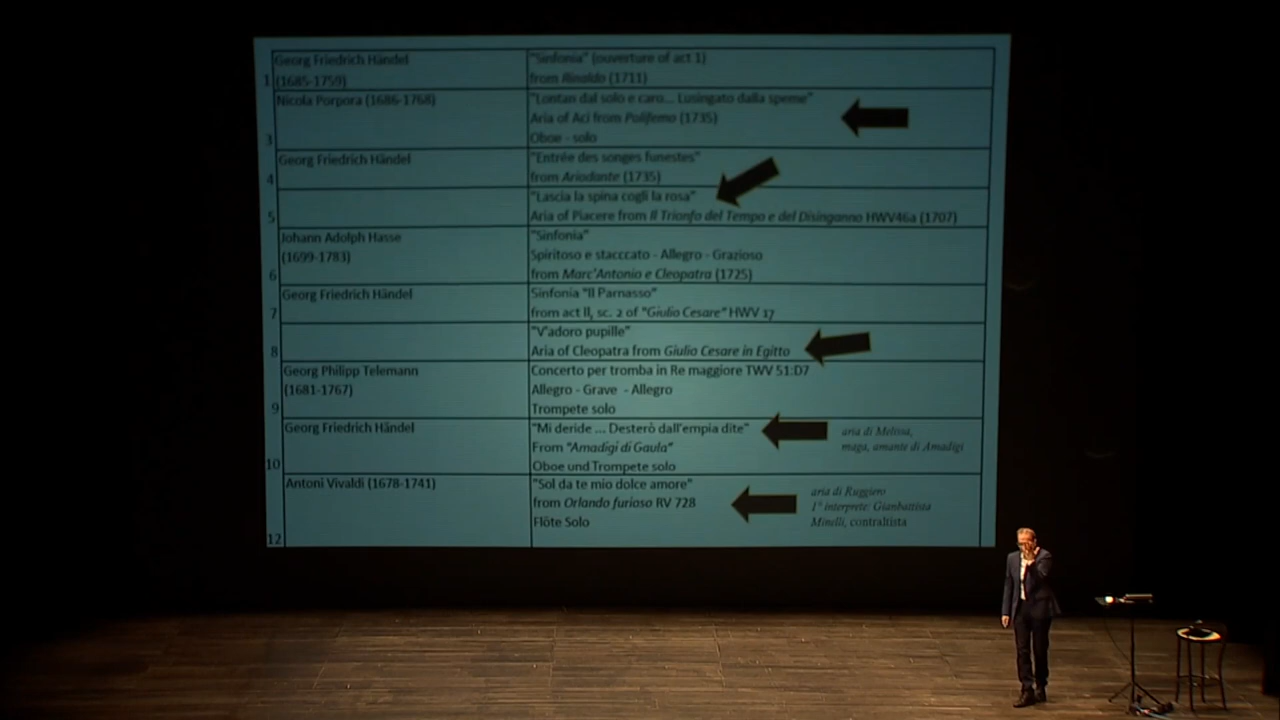 Georg Friedrich Händel
"Sinfonia" (ouverture of act 1)
1
(1685-1759)
from Rinaldo (1711)
Nicola Porpora (1686-1768)
"Lontan dal solo e caro... Lusingato dalla speme"
Aria of Aci from Polifemo (1735)
3
Oboe - solo
Georg Friedrich Händel
"Entrée des songes funestes"
4
from Ariodante (1735)
"Lascia la spina cogli la rosa"
5
Aria of Piacere from Il Trionfo del Tempo e del Disinganno HWV46a (1707)
Johann Adolph Hasse
"Sinfonia"
(1699-1783)
Spiritoso e stacccato - Allegro - Grazioso
6
from Marc'Antonio e Cleopatra (1725)
Georg Friedrich Händel
Sinfonia "Il Parnasso"
7
from act II, sc. 2 of "Giulio Cesare" HWV 17
"V'adoro pupille"
8
Aria of Cleopatra from Giulio Cesare in Egitto
Georg Philipp Telemann
Concerto per tromba in Re maggiore TWV 51:D7
(1681-1767)
Allegro - Grave - Allegro
9
Trompete solo
Georg Friedrich Händel
"Mi deride ... Desterò dall'empia dite"
aria di Melissa,
From "Amadigi di Gaula"
maga, amante di Amadigi
10
Oboe und Trompete solo
Antoni Vivaldi (1678-1741)
"Sol da te mio dolce amore"
aria di Ruggiero
from Orlando furioso RV 728
1° interprete: Gianbattista
Flöte Solo
Minelli, contraltista
12